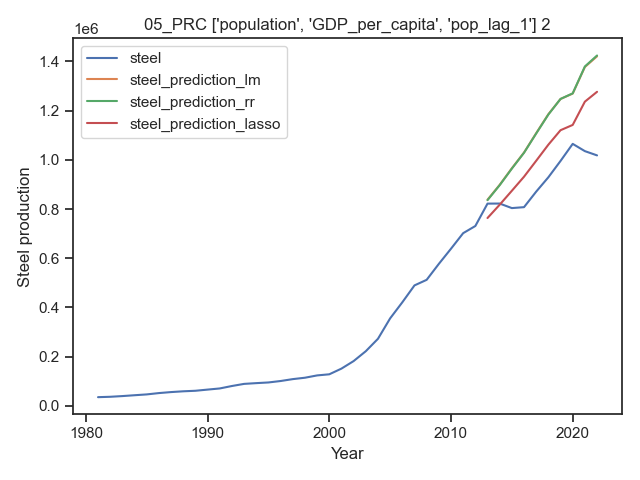 05_PRC ['population', 'GDP_per_capita', 'pop_lag_1'] 2
1e6
steel
steel_prediction_lm
steel_prediction_rr
steel_prediction_lasso
1.4
1.2
1.0
0.8
0.6
0.4
0.2
0.0
Steel production
1980
1990
2000
2010
2020
Year